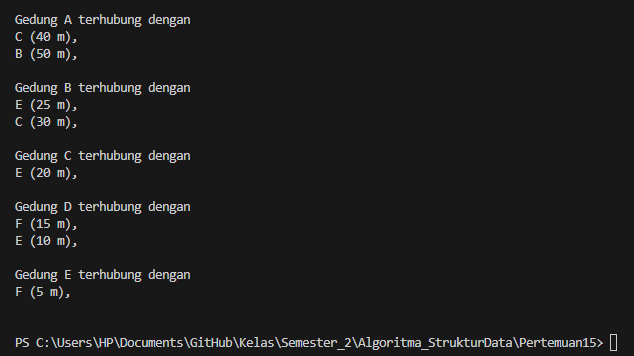 Gedung A terhubung dengan
C (40 m),
B (50 m),
Gedung B terhubung dengan
E (25 m),
C (30 m),
Gedung C terhubung dengan
E (20 m),
Gedung D terhubung dengan
F (15 m),
E (10 m),
Gedung E terhubung dengan
F (5 m),
PS C:\Users\HP\Documents\GitHub\Kelas\Semester_2\Algoritma_StrukturData\Pertemuan15>